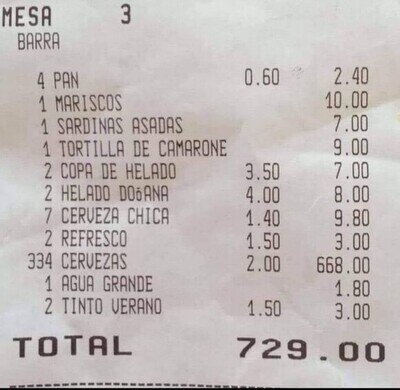 MESA 3
BARRA
4 PAN 0.60 2.40
1 MARISCOS 10.00
1 SARDINAS ASADAS 7.00
1 TORTILLA DE CAMARONE 9.00
2 COPA DE HELADO 3.50 7.00
2 HELADO DOõANA 4.00 8.00
7 CERVEZA CHICA 1.40 9.80
2 REFRESCO 1.50 3.00
334 CERVEZAS 2.00 668.00
1 AGUA GRANDE 1.80
2 TINTO VERANO 1.50 3.00
TOTAL 729.00